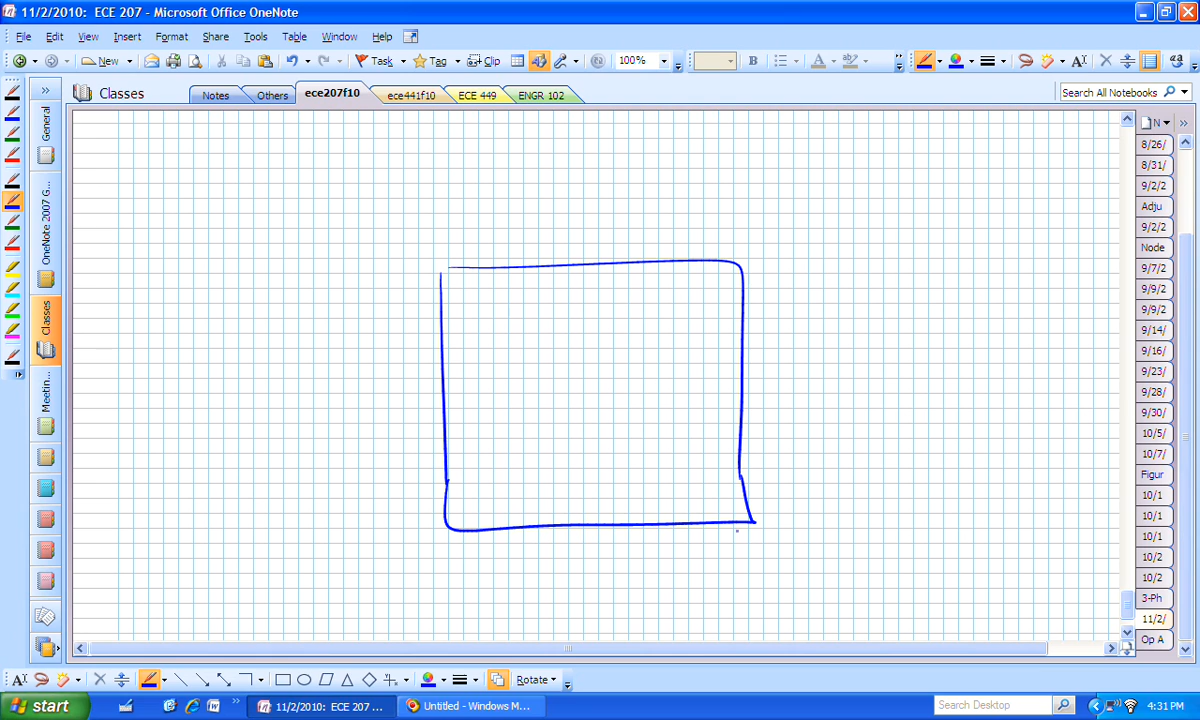 11/2/2010: ECE 207 - Microsoft Office OneNote
File Edit View Insert Format Share Tools Table Window Help
New Task Tag Clip 100% B A ab A
Classes Notes Others ece207f10 ece441f10 ECE 449 ENGR 102 Search All Notebooks
General
OneNote 2007 G...
Classes
Meetin...
N
8/26/
8/31/
9/2/2
Adju
9/2/2
Node
9/7/2
9/9/2
9/9/2
9/14/
9/16/
9/23/
9/28/
9/30/
10/5/
10/7/
Figur
10/1
10/1
10/1
10/2
10/2
3-Ph
11/2/
Op A
A Rotate
start 11/2/2010: ECE 207 ... Untitled - Windows M... Search Desktop 4:31 PM